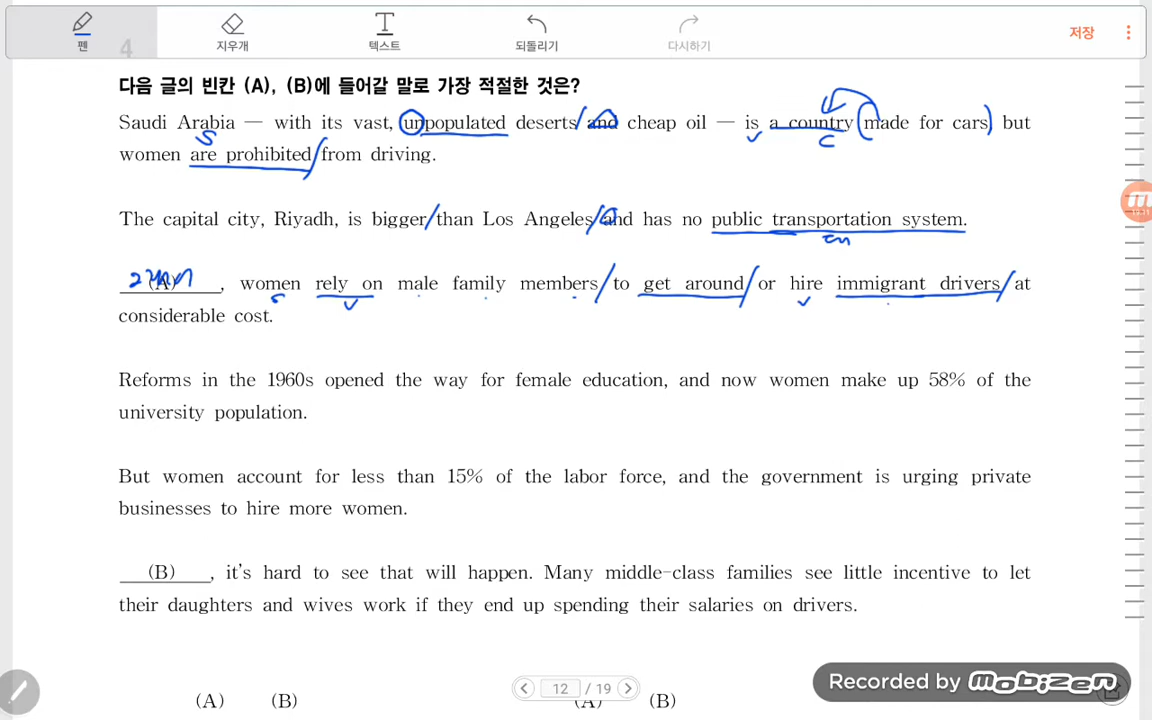 펜
지우개
텍스트
되돌리기
다시하기
저장
4
다음 글의 빈칸 (A), (B)에 들어갈 말로 가장 적절한 것은?
Saudi Arabia — with its vast, unpopulated deserts and cheap oil — is a country made for cars, but
S
V
C
women are prohibited from driving.
The capital city, Riyadh, is bigger than Los Angeles and has no public transportation system.
(A), women rely on male family members to get around or hire immigrant drivers at
S
V
V
considerable cost.
Reforms in the 1960s opened the way for female education, and now women make up 58% of the
university population.
But women account for less than 15% of the labor force, and the government is urging private
businesses to hire more women.
(B), it's hard to see that will happen. Many middle-class families see little incentive to let
their daughters and wives work if they end up spending their salaries on drivers.
12 / 19
Recorded by mobizen
(A) (B) (A) (B)